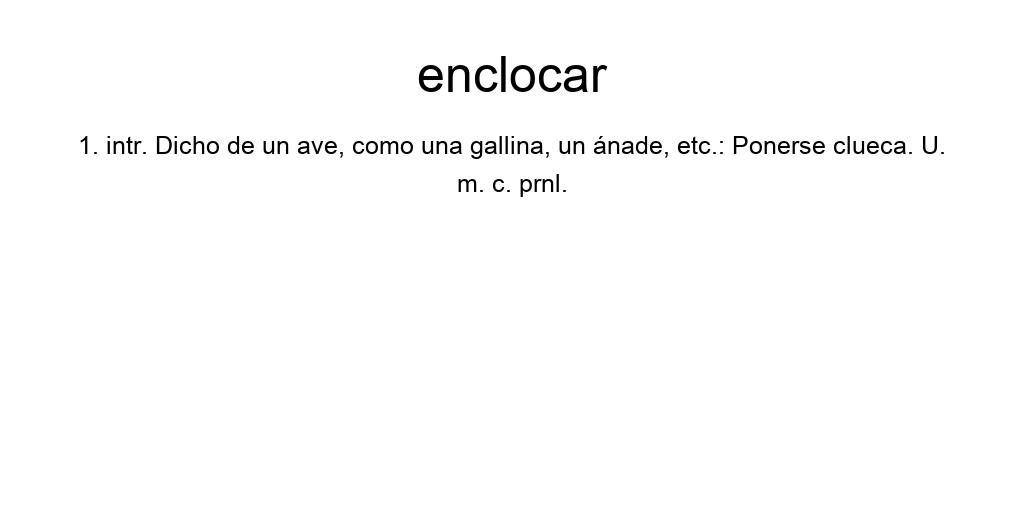 enclocar
1. intr. Dicho de un ave, como una gallina, un ánade, etc.: Ponerse clueca. U.
m. c. prnl.